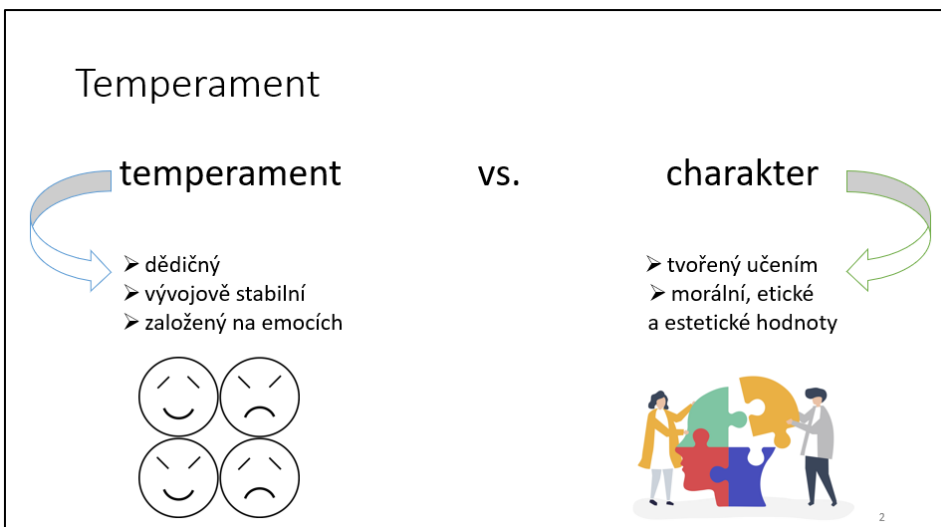 Temperament
temperament vs. charakter
➢ dědičný
➢ vývojově stabilní
➢ založený na emocích
➢ tvořený učením
➢ morální, etické
a estetické hodnoty
2